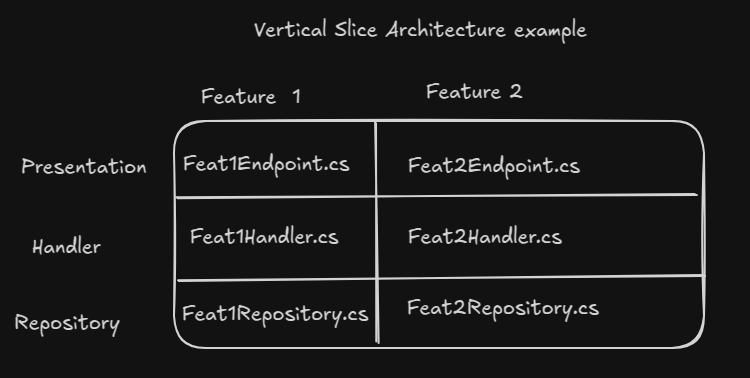 Vertical Slice Architecture example
Feature 1
Feature 2
Presentation
Feat1Endpoint.cs
Feat2Endpoint.cs
Handler
Feat1Handler.cs
Feat2Handler.cs
Repository
Feat1Repository.cs
Feat2Repository.cs